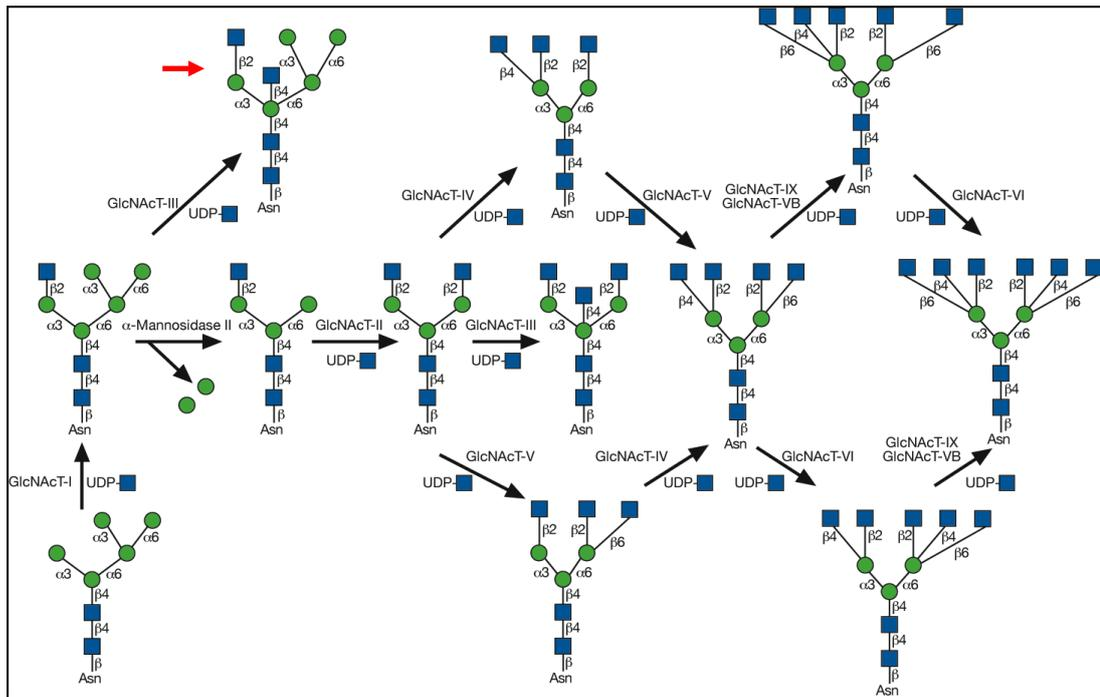 β2 α3 α6
β4
α3 α6
β4
β4
β
Asn
β4 β2 β2
α3 α6
β4
β4
β
Asn
β6 β4 β2 β2 β6
α3 α6
β4
β4
β
Asn
GlcNAcT-III
UDP-
GlcNAcT-IV
UDP-
GlcNAcT-V
UDP-
GlcNAcT-IX
GlcNAcT-VB
UDP-
GlcNAcT-VI
UDP-
β2 α3 α6
α3 α6
β4
β4
β
Asn
α-Mannosidase II
β2
α3 α6
β4
β4
β
Asn
GlcNAcT-II
UDP-
β2 β2
α3 α6
β4
β4
β
Asn
GlcNAcT-III
UDP-
β2 β4 β2
α3 α6
β4
β4
β
Asn
β4 β2 β2 β6
α3 α6
β4
β4
β
Asn
β6 β4 β2 β2 β4 β6
α3 α6
β4
β4
β
Asn
GlcNAcT-I
UDP-
GlcNAcT-V
UDP-
GlcNAcT-IV
UDP-
GlcNAcT-VI
UDP-
GlcNAcT-IX
GlcNAcT-VB
UDP-
α3 α6
α3 α6
β4
β4
β
Asn
β2 β2 β6
α3 α6
β4
β4
β
Asn
β4 β2 β2 β4 β6
α3 α6
β4
β4
β
Asn